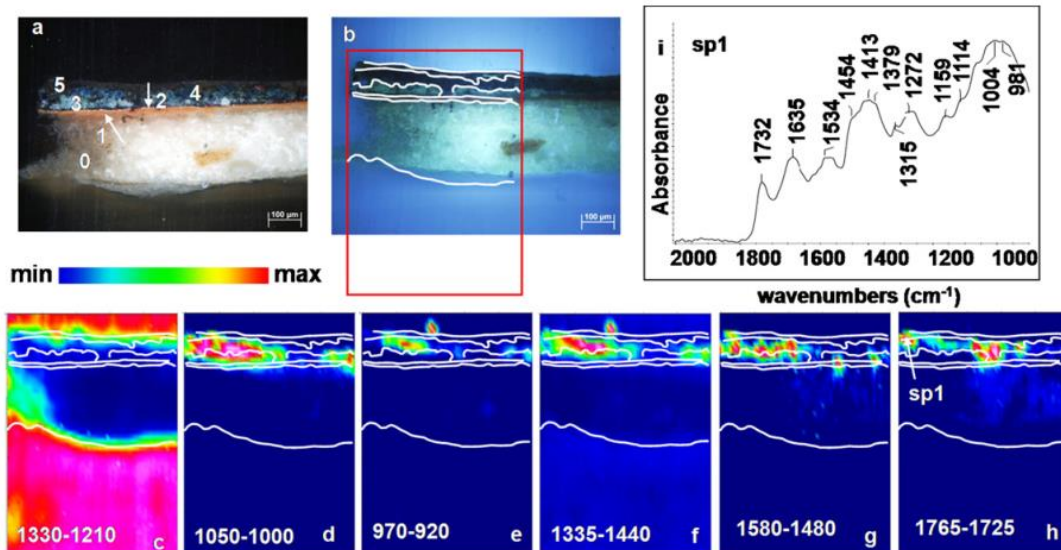 a
5
3
2
4
1
0
100 µm
b
100 µm
i sp1
1732
1635
1534
1454
1413
1379
1315
1272
1159
1114
1004
981
Absorbance
2000 1800 1600 1400 1200 1000
wavenumbers (cm-1)
min max
1330-1210 c
1050-1000 d
970-920 e
1335-1440 f
1580-1480 g
sp1
1765-1725 h